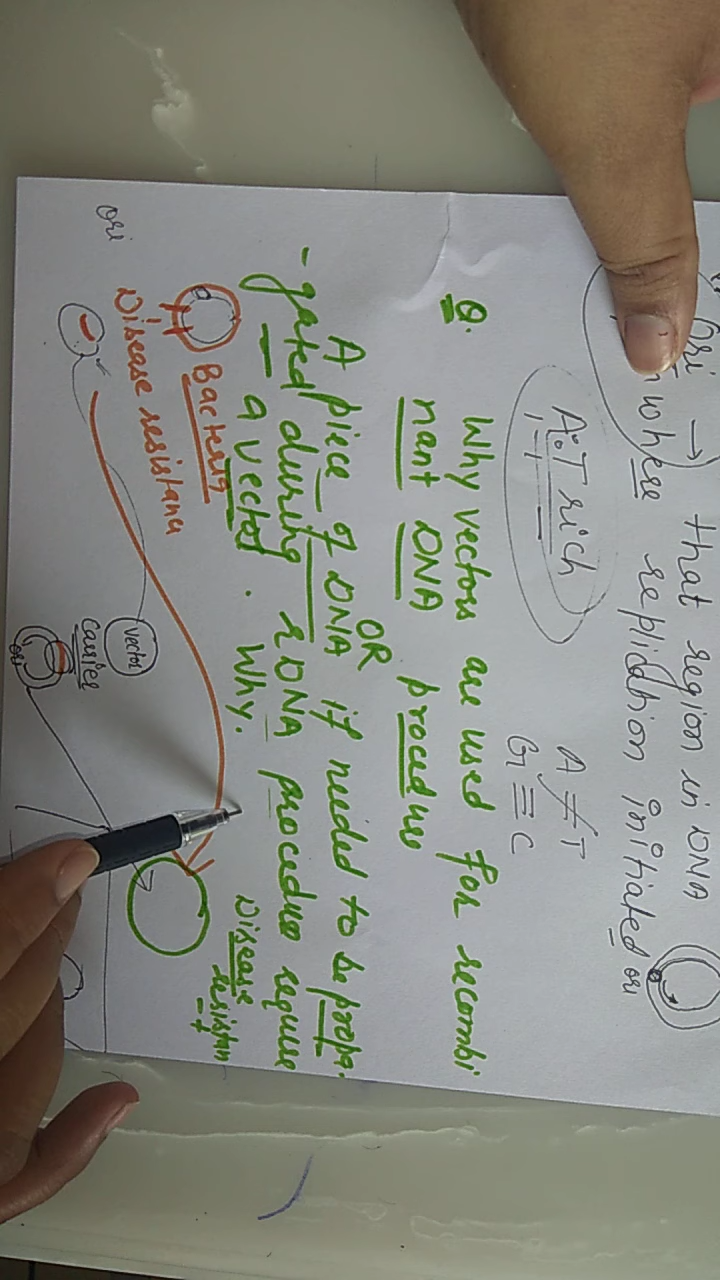 ori → that region in DNA
where replication initiated ori
A:T rich
A = T
G ≡ C
Q. Why vectors are used for recombi
nant DNA procedure
OR
A piece of DNA if needed to be propa-
-gated during rDNA procedure require
a vector. Why.
Bacteria
Disease resistance
Disease
resistan
vector
carries
ori
ori